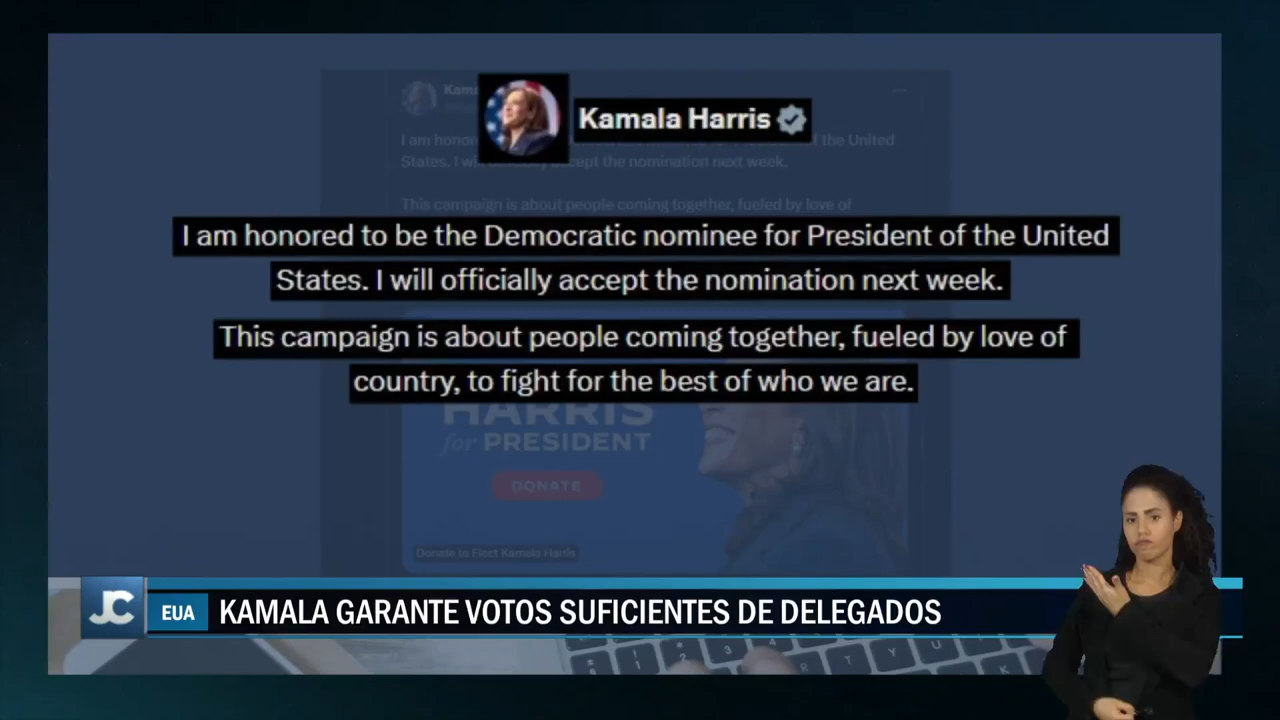 Kamala Harris
I am honored to be the Democratic nominee for President of the United
States. I will officially accept the nomination next week.
This campaign is about people coming together, fueled by love of
country, to fight for the best of who we are.
HARRIS
for PRESIDENT
DONATE
Donate to Elect Kamala Harris
JC
EUA
KAMALA GARANTE VOTOS SUFICIENTES DE DELEGADOS